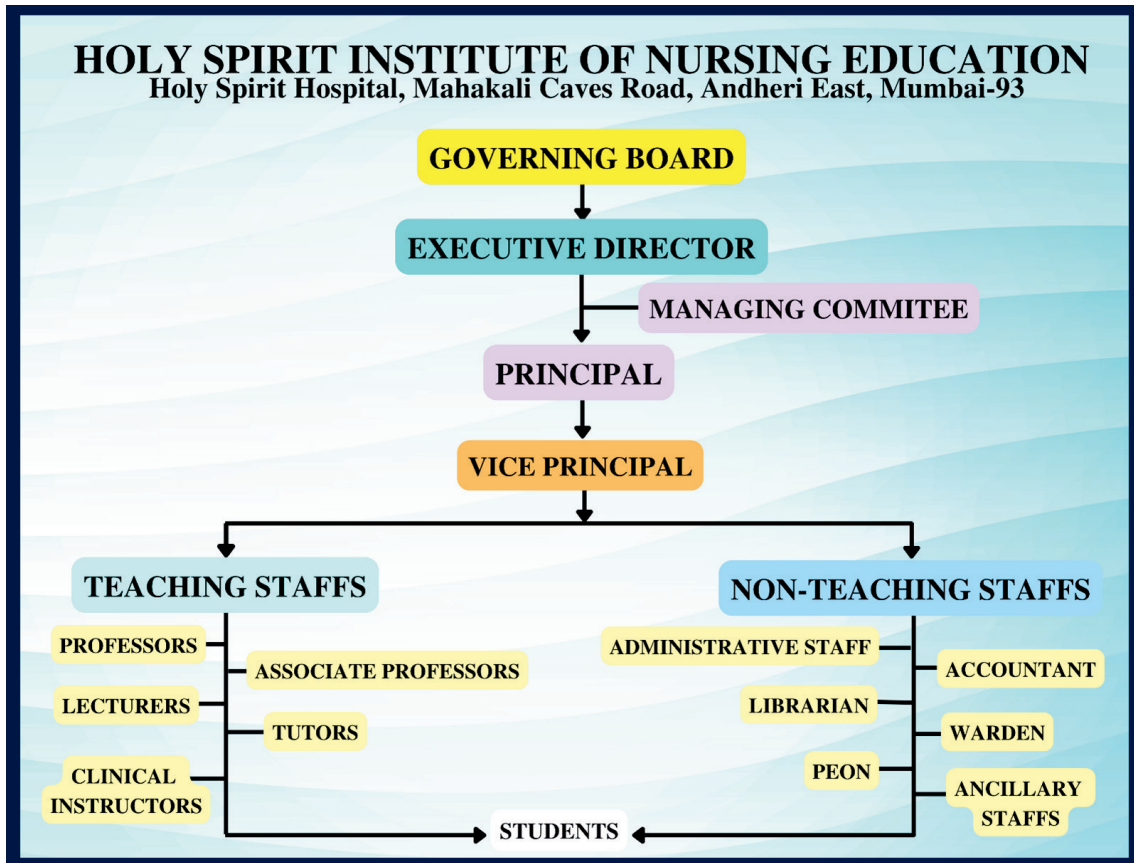 HOLY SPIRIT INSTITUTE OF NURSING EDUCATION
Holy Spirit Hospital, Mahakali Caves Road, Andheri East, Mumbai-93
GOVERNING BOARD
EXECUTIVE DIRECTOR
MANAGING COMMITEE
PRINCIPAL
VICE PRINCIPAL
TEACHING STAFFS
PROFESSORS
ASSOCIATE PROFESSORS
LECTURERS
TUTORS
CLINICAL
INSTRUCTORS
NON-TEACHING STAFFS
ADMINISTRATIVE STAFF
ACCOUNTANT
LIBRARIAN
WARDEN
PEON
ANCILLARY
STAFFS
STUDENTS